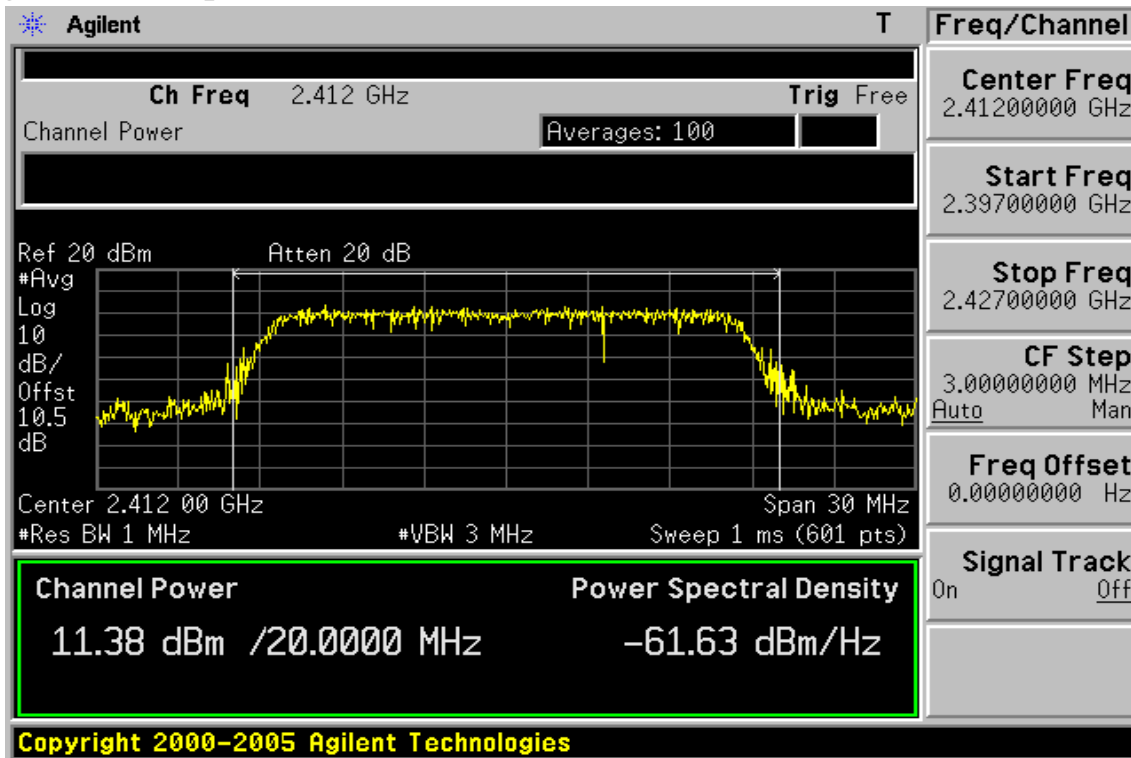 Agilent T Freq/Channel
Ch Freq 2.412 GHz Trig Free
Channel Power Averages: 100
Ref 20 dBm Atten 20 dB
#Avg
Log
10
dB/
Offst
10.5
dB
Center 2.412 00 GHz Span 30 MHz
#Res BW 1 MHz #VBW 3 MHz Sweep 1 ms (601 pts)
Channel Power Power Spectral Density
11.38 dBm /20.0000 MHz -61.63 dBm/Hz
Center Freq
2.41200000 GHz
Start Freq
2.39700000 GHz
Stop Freq
2.42700000 GHz
CF Step
3.00000000 MHz
Auto Man
Freq Offset
0.00000000 Hz
Signal Track
On Off
Copyright 2000-2005 Agilent Technologies